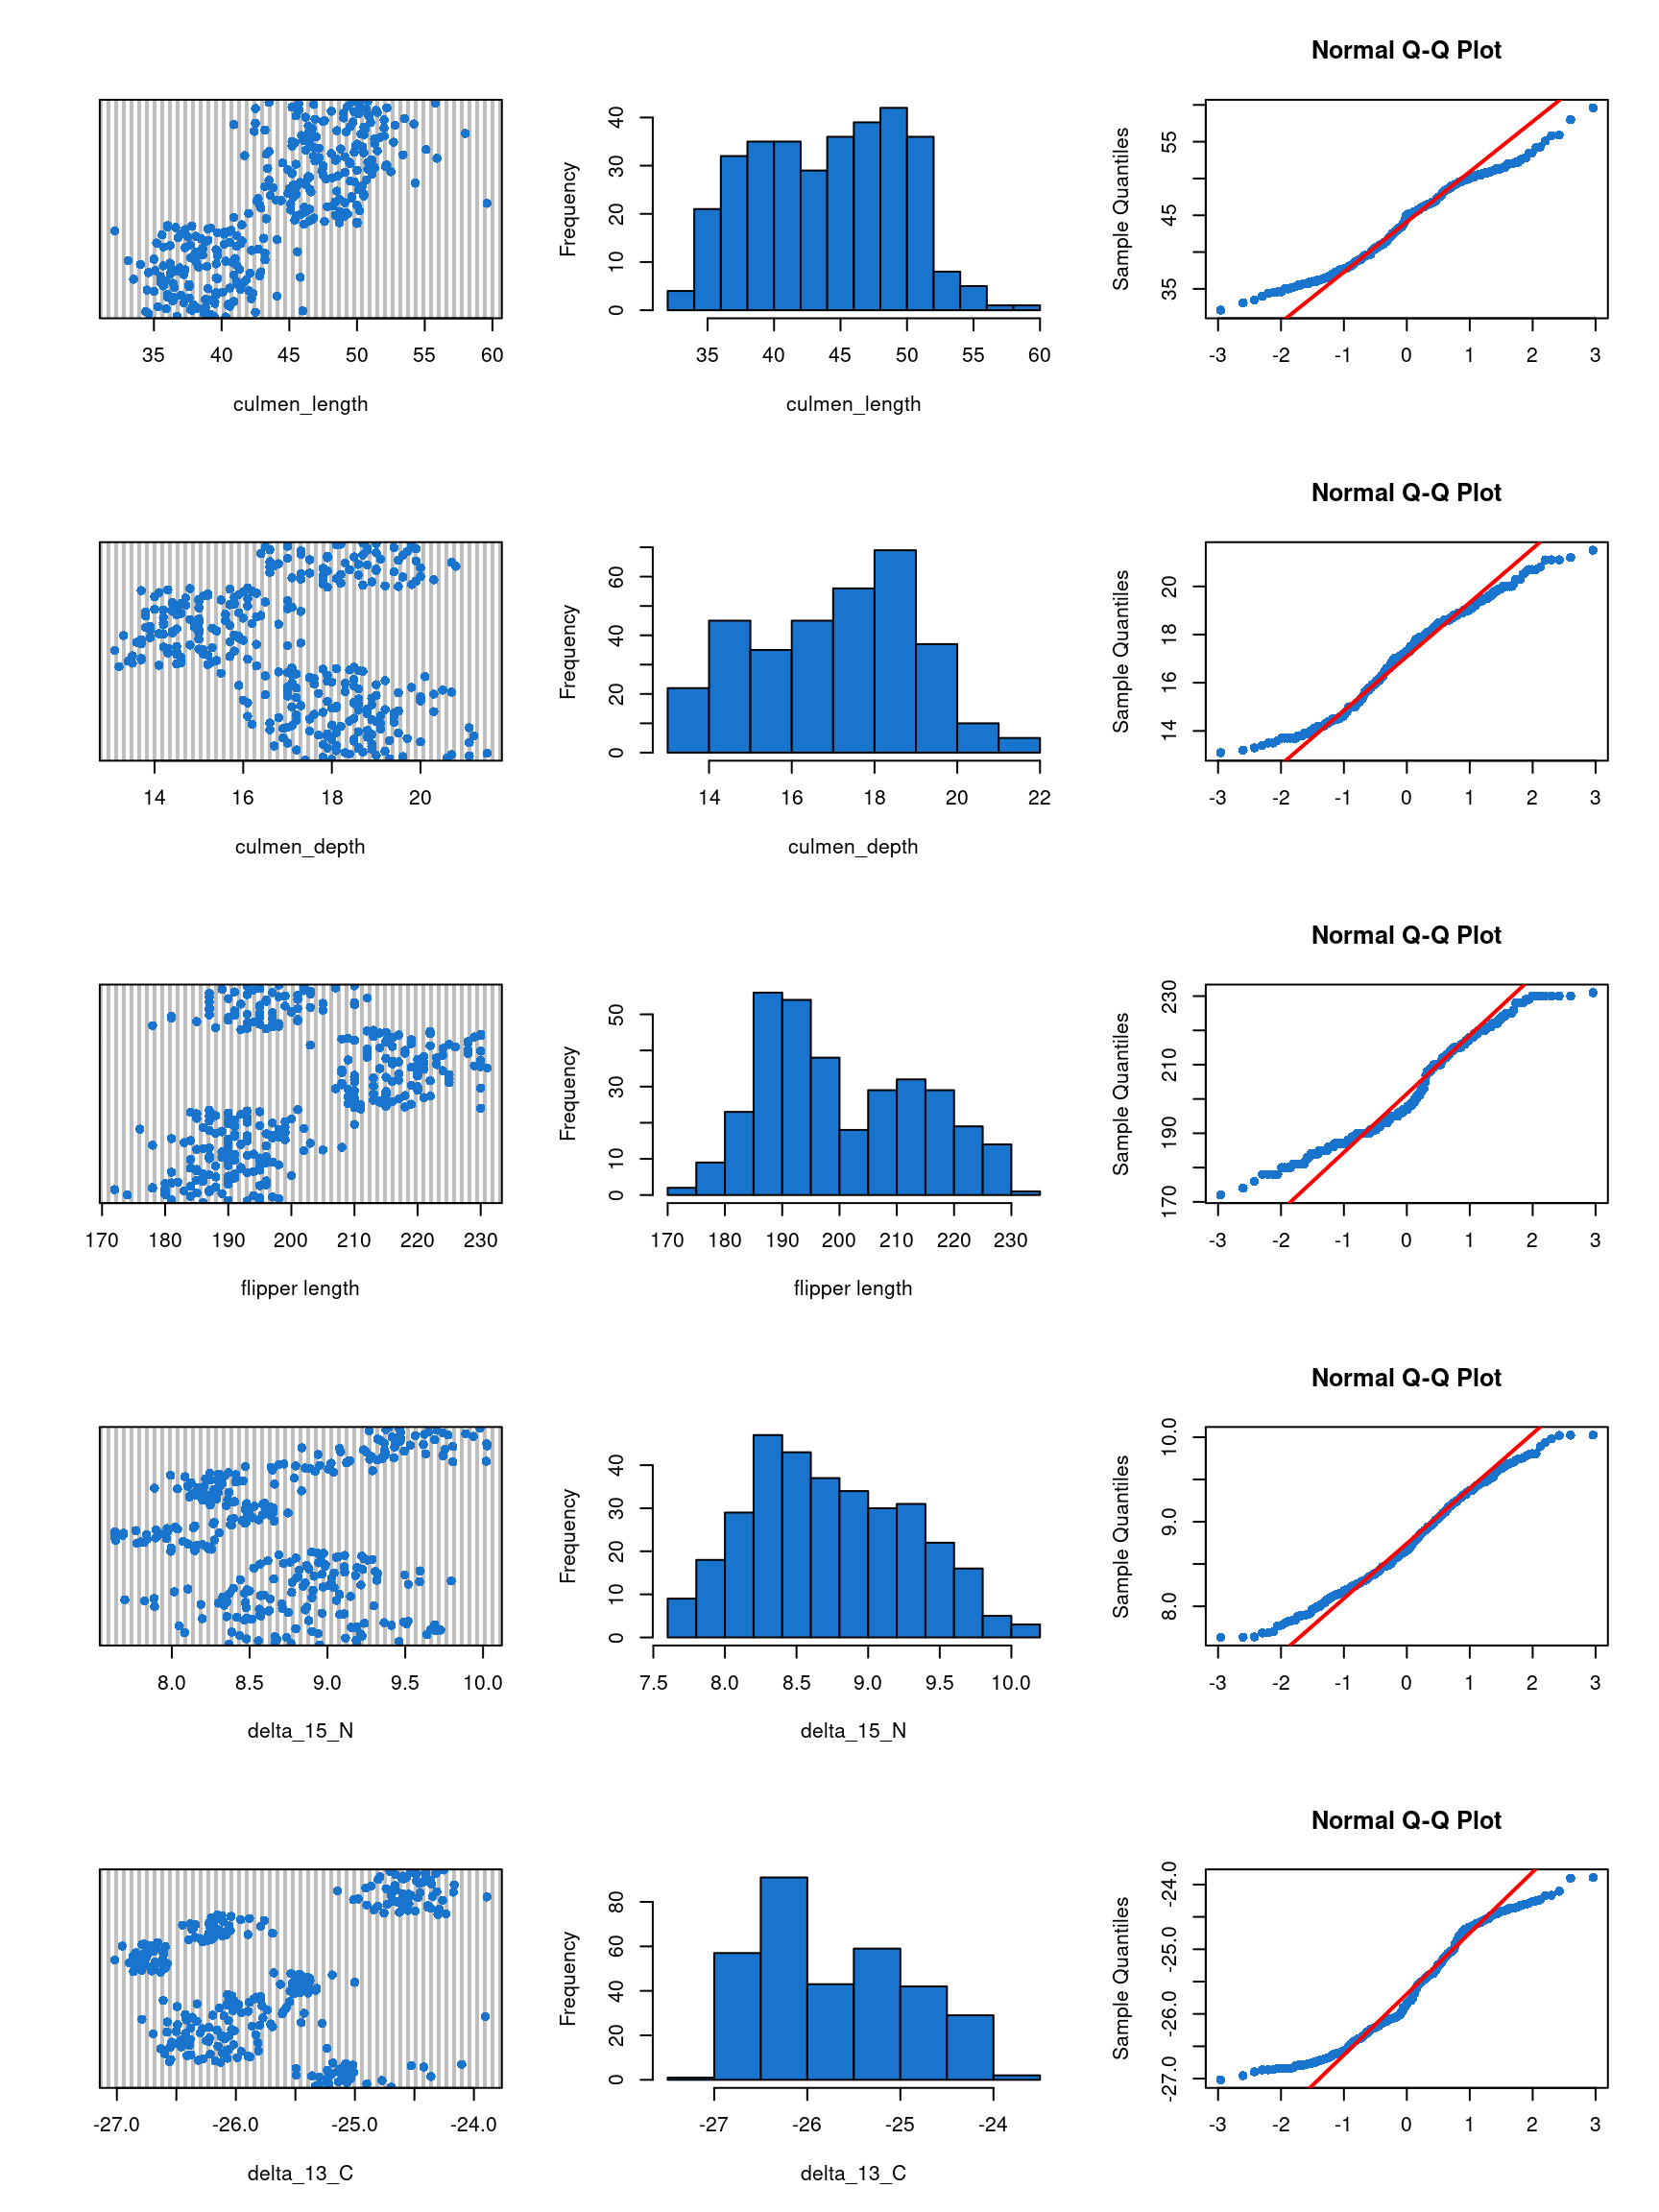 Normal Q-Q Plot
Frequency
Sample Quantiles
0 10 20 30 40
35 45 55
35 40 45 50 55 60
35 40 45 50 55 60
-3 -2 -1 0 1 2 3
culmen_length
culmen_length
Normal Q-Q Plot
Frequency
Sample Quantiles
0 20 40 60
14 16 18 20
14 16 18 20
14 16 18 20 22
-3 -2 -1 0 1 2 3
culmen_depth
culmen_depth
Normal Q-Q Plot
Frequency
Sample Quantiles
0 10 30 50
170 190 210 230
170 180 190 200 210 220 230
170 180 190 200 210 220 230
-3 -2 -1 0 1 2 3
flipper length
flipper length
Normal Q-Q Plot
Frequency
Sample Quantiles
0 10 20 30 40
8.0 9.0 10.0
8.0 8.5 9.0 9.5 10.0
7.5 8.0 8.5 9.0 9.5 10.0
-3 -2 -1 0 1 2 3
delta_15_N
delta_15_N
Normal Q-Q Plot
Frequency
Sample Quantiles
0 20 40 60 80
-27.0 -26.0 -25.0 -24.0
-27.0 -26.0 -25.0 -24.0
-27 -26 -25 -24
-3 -2 -1 0 1 2 3
delta_13_C
delta_13_C